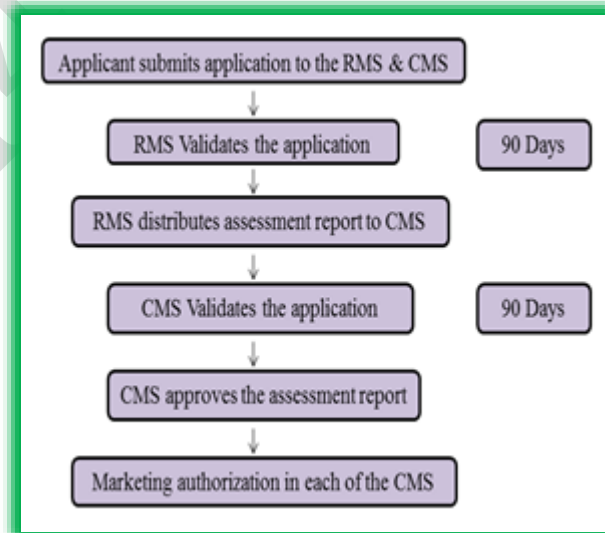 Applicant submits application to the RMS & CMS
RMS Validates the application
90 Days
RMS distributes assessment report to CMS
CMS Validates the application
90 Days
CMS approves the assessment report
Marketing authorization in each of the CMS